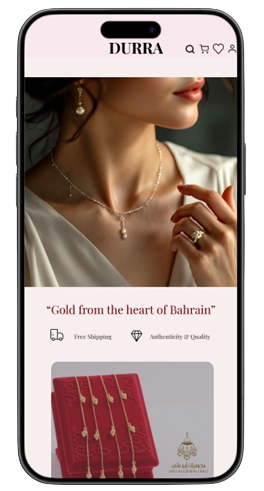 DURRA
“Gold from the heart of Bahrain”
Free Shipping
Authenticity & Quality